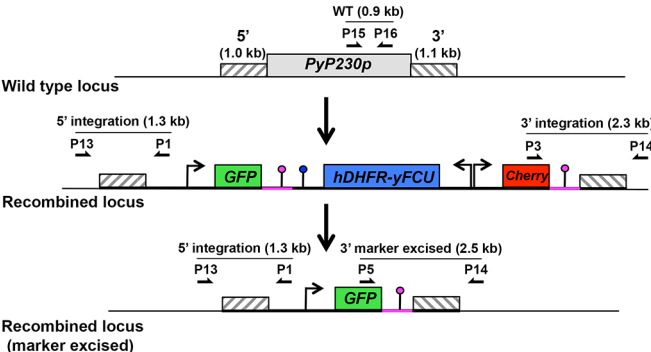 WT (0.9 kb)
P15 P16
5’ 3’
(1.0 kb) (1.1 kb)
PyP230p
Wild type locus
5’ integration (1.3 kb) 3’ integration (2.3 kb)
P13 P1 P3 P14
GFP hDHFR-yFCU Cherry
Recombined locus
5’ integration (1.3 kb) 3’ marker excised (2.5 kb)
P13 P1 P5 P14
GFP
Recombined locus
(marker excised)